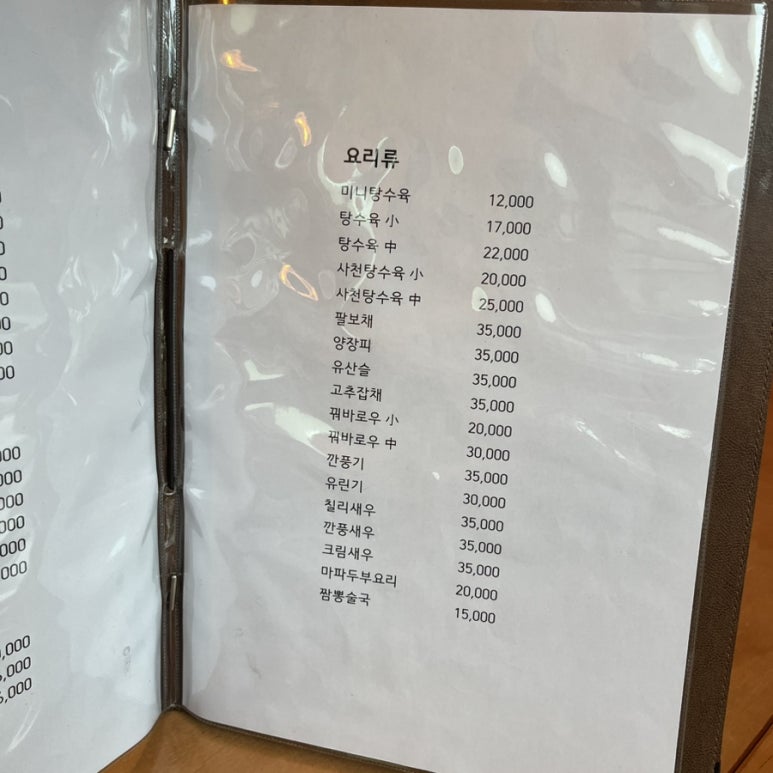 요리류
미니탕수육 12,000
탕수육 小 17,000
탕수육 中 22,000
사천탕수육 小 20,000
사천탕수육 中 25,000
팔보채 35,000
양장피 35,000
유산슬 35,000
고추잡채 35,000
꿔바로우 小 20,000
꿔바로우 中 30,000
깐풍기 35,000
유린기 30,000
칠리새우 35,000
깐풍새우 35,000
크림새우 35,000
마파두부요리 20,000
짬뽕술국 15,000